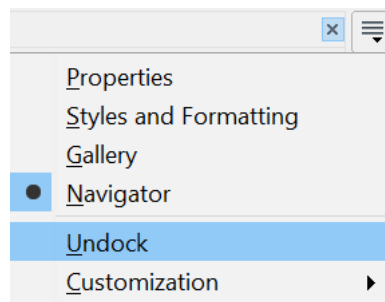 Properties
Styles and Formatting
Gallery
Navigator
Undock
Customization